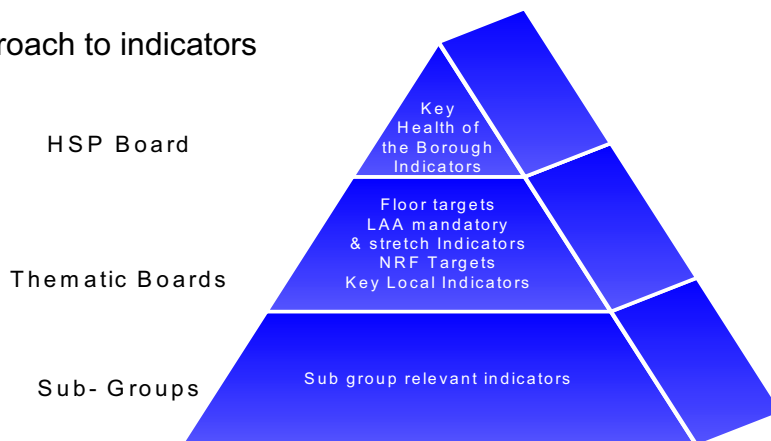 roach to indicators
HSP Board
Key
Health of
the Borough
Indicators
Thematic Boards
Floor targets
LAA mandatory
& stretch Indicators
NRF Targets
Key Local Indicators
Sub- Groups
Sub group relevant indicators